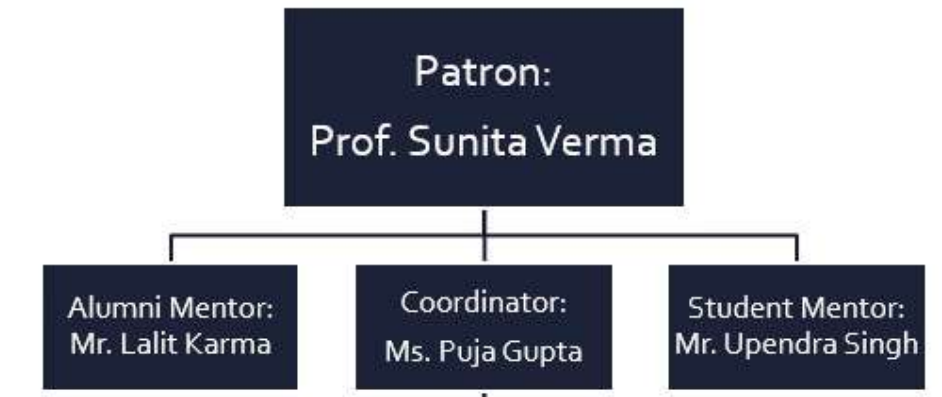 Patron:
Prof. Sunita Verma
Alumni Mentor:
Mr. Lalit Karma
Coordinator:
Ms. Puja Gupta
Student Mentor:
Mr. Upendra Singh